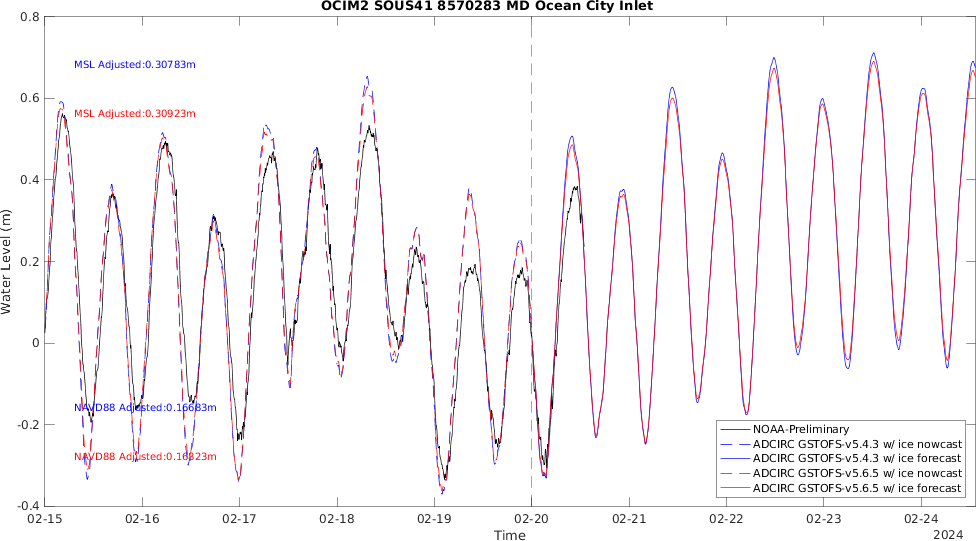 OCIM2 SOUS41 8570283 MD Ocean City Inlet
0.8
0.6
0.4
0.2
0
-0.2
-0.4
Water Level (m)
MSL Adjusted:0.30783m
MSL Adjusted:0.30923m
NAVD88 Adjusted:0.16683m
NAVD88 Adjusted:0.16823m
NOAA-Preliminary
ADCIRC GSTOFS-v5.4.3 w/ ice nowcast
ADCIRC GSTOFS-v5.4.3 w/ ice forecast
ADCIRC GSTOFS-v5.6.5 w/ ice nowcast
ADCIRC GSTOFS-v5.6.5 w/ ice forecast
02-15 02-16 02-17 02-18 02-19 02-20 02-21 02-22 02-23 02-24
Time
2024